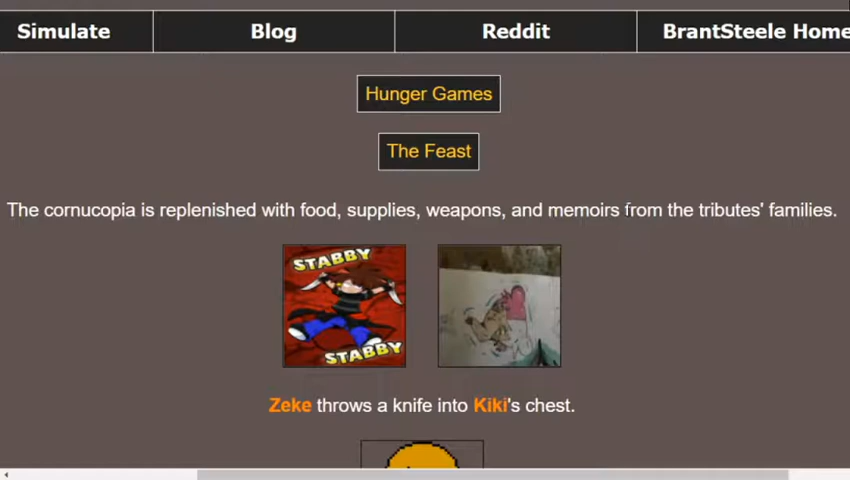 Simulate Blog Reddit BrantSteele Home
Hunger Games
The Feast
The cornucopia is replenished with food, supplies, weapons, and memoirs from the tributes' families.
STABBY
STABBY
Zeke throws a knife into Kiki's chest.